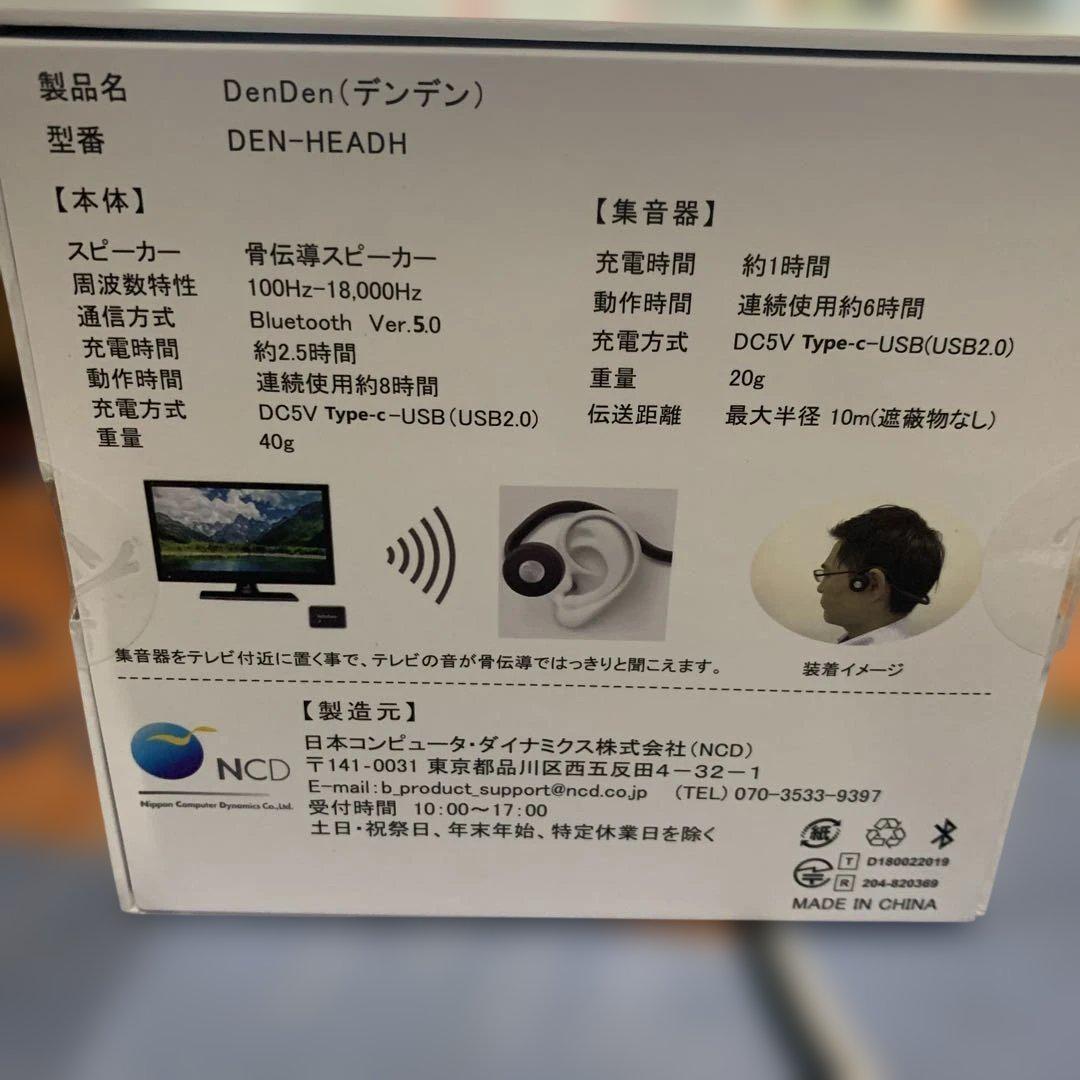 製品名 DenDen（デンデン）
型番 DEN-HEADH
【本体】
スピーカー 骨伝導スピーカー
周波数特性 100Hz-18,000Hz
通信方式 Bluetooth Ver.5.0
充電時間 約2.5時間
動作時間 連続使用約8時間
充電方式 DC5V Type-c-USB(USB2.0)
重量 40g
【集音器】
充電時間 約1時間
動作時間 連続使用約6時間
充電方式 DC5V Type-c-USB(USB2.0)
重量 20g
伝送距離 最大半径 10m(遮蔽物なし)
集音器をテレビ付近に置く事で、テレビの音が骨伝導ではっきりと聞こえます。
装着イメージ
NCD
Nippon Computer Dynamics Co.,Ltd.
【製造元】
日本コンピュータ・ダイナミクス株式会社(NCD)
〒141-0031 東京都品川区西五反田4-32-1
E-mail：b_product_support@ncd.co.jp （TEL）070-3533-9397
受付時間 10:00～17:00
土日・祝祭日、年末年始、特定休業日を除く
紙
T D180022019
R 204-820369
MADE IN CHINA